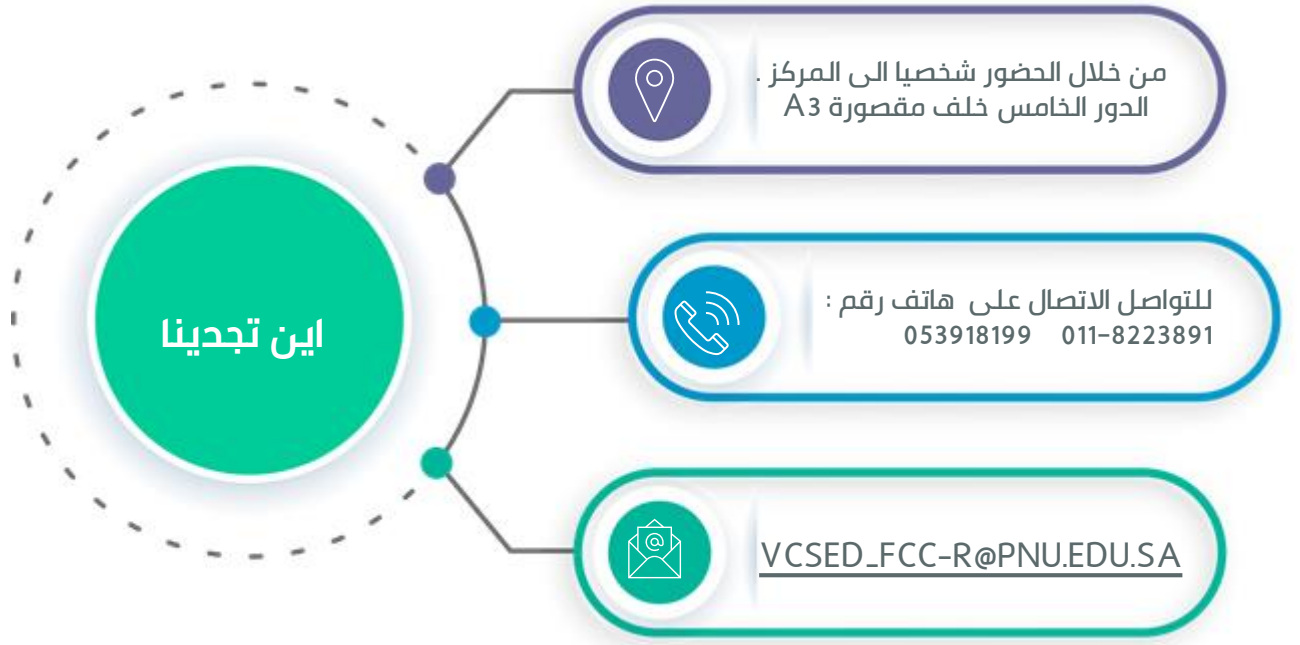 اين تجدينا
من خلال الحضور شخصيا الى المركز .
الدور الخامس خلف مقصورة A3
للتواصل الاتصال على هاتف رقم :
011-8223891 053918199
VCSED_FCC-R@PNU.EDU.SA